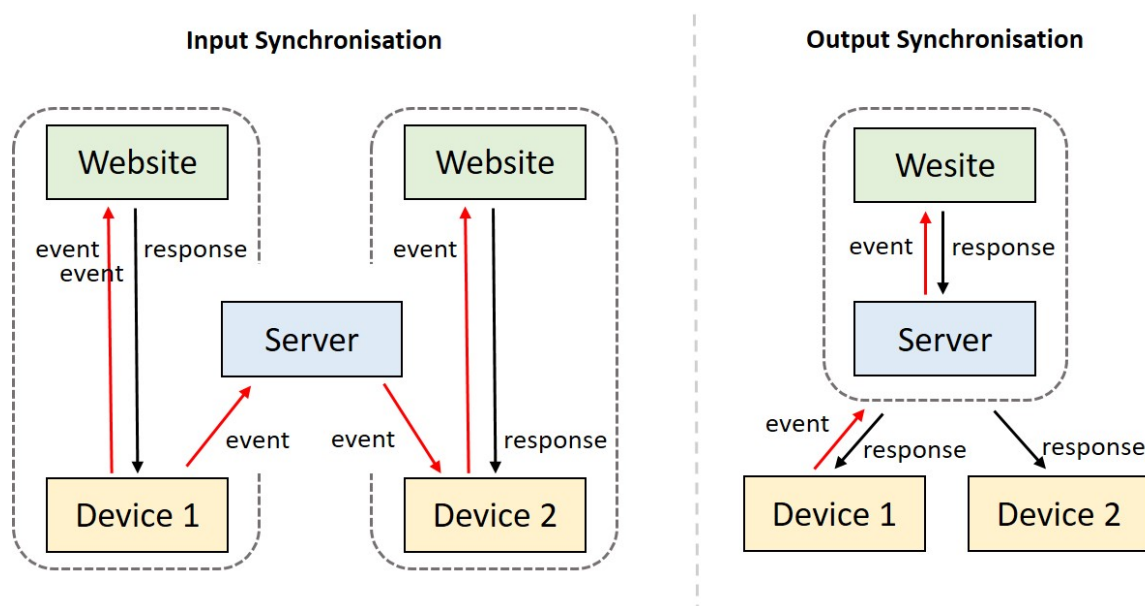 Input Synchronisation
Output Synchronisation
Website
Website
Wesite
event
response
event
event
event
response
Server
Server
event
event
response
event
response
response
Device 1
Device 2
Device 1
Device 2